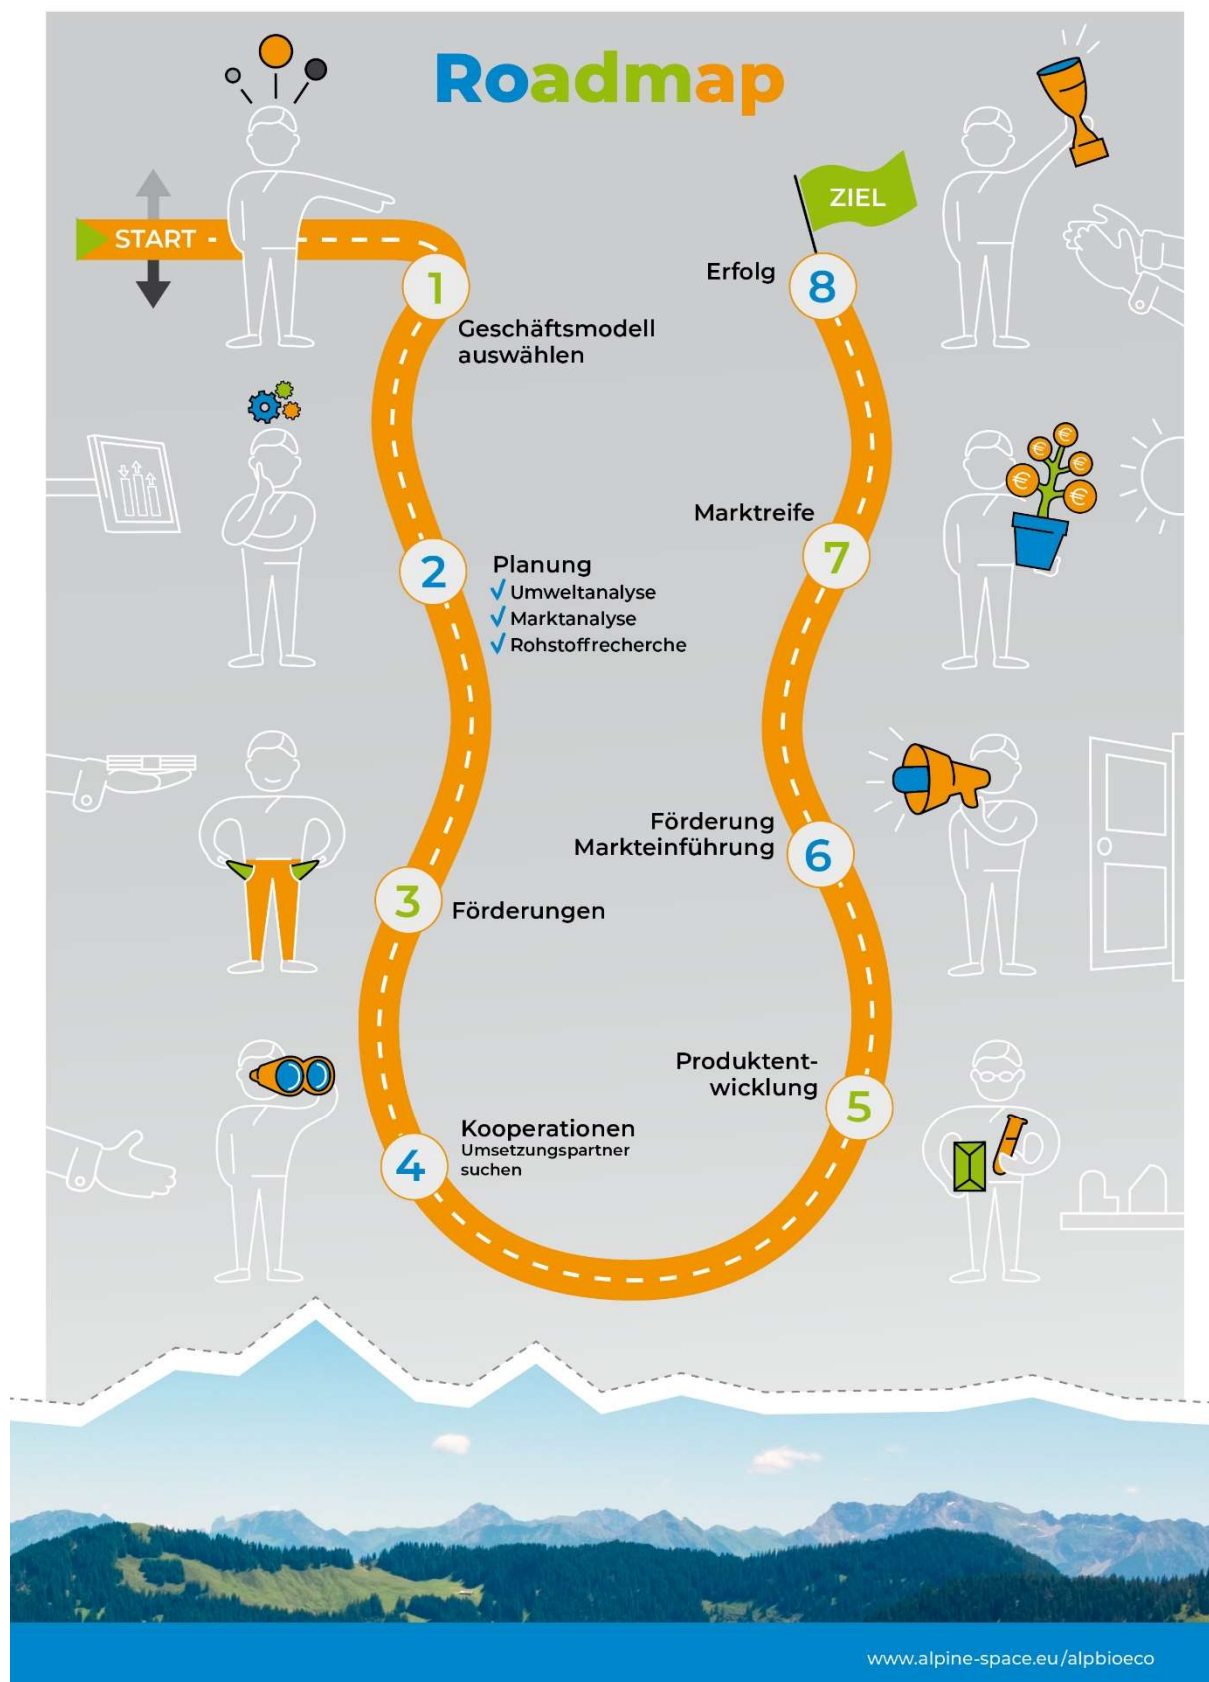 Roadmap
START
ZIEL
1
Geschäftsmodell
auswählen
2
Planung
Umweltanalyse
Marktanalyse
Rohstoffrecherche
3
Förderungen
4
Kooperationen
Umsetzungspartner
suchen
5
Produktent-
wicklung
6
Förderung
Markteinführung
7
Marktreife
8
Erfolg
€
€
€
€
€
www.alpine-space.eu/alpbioeco